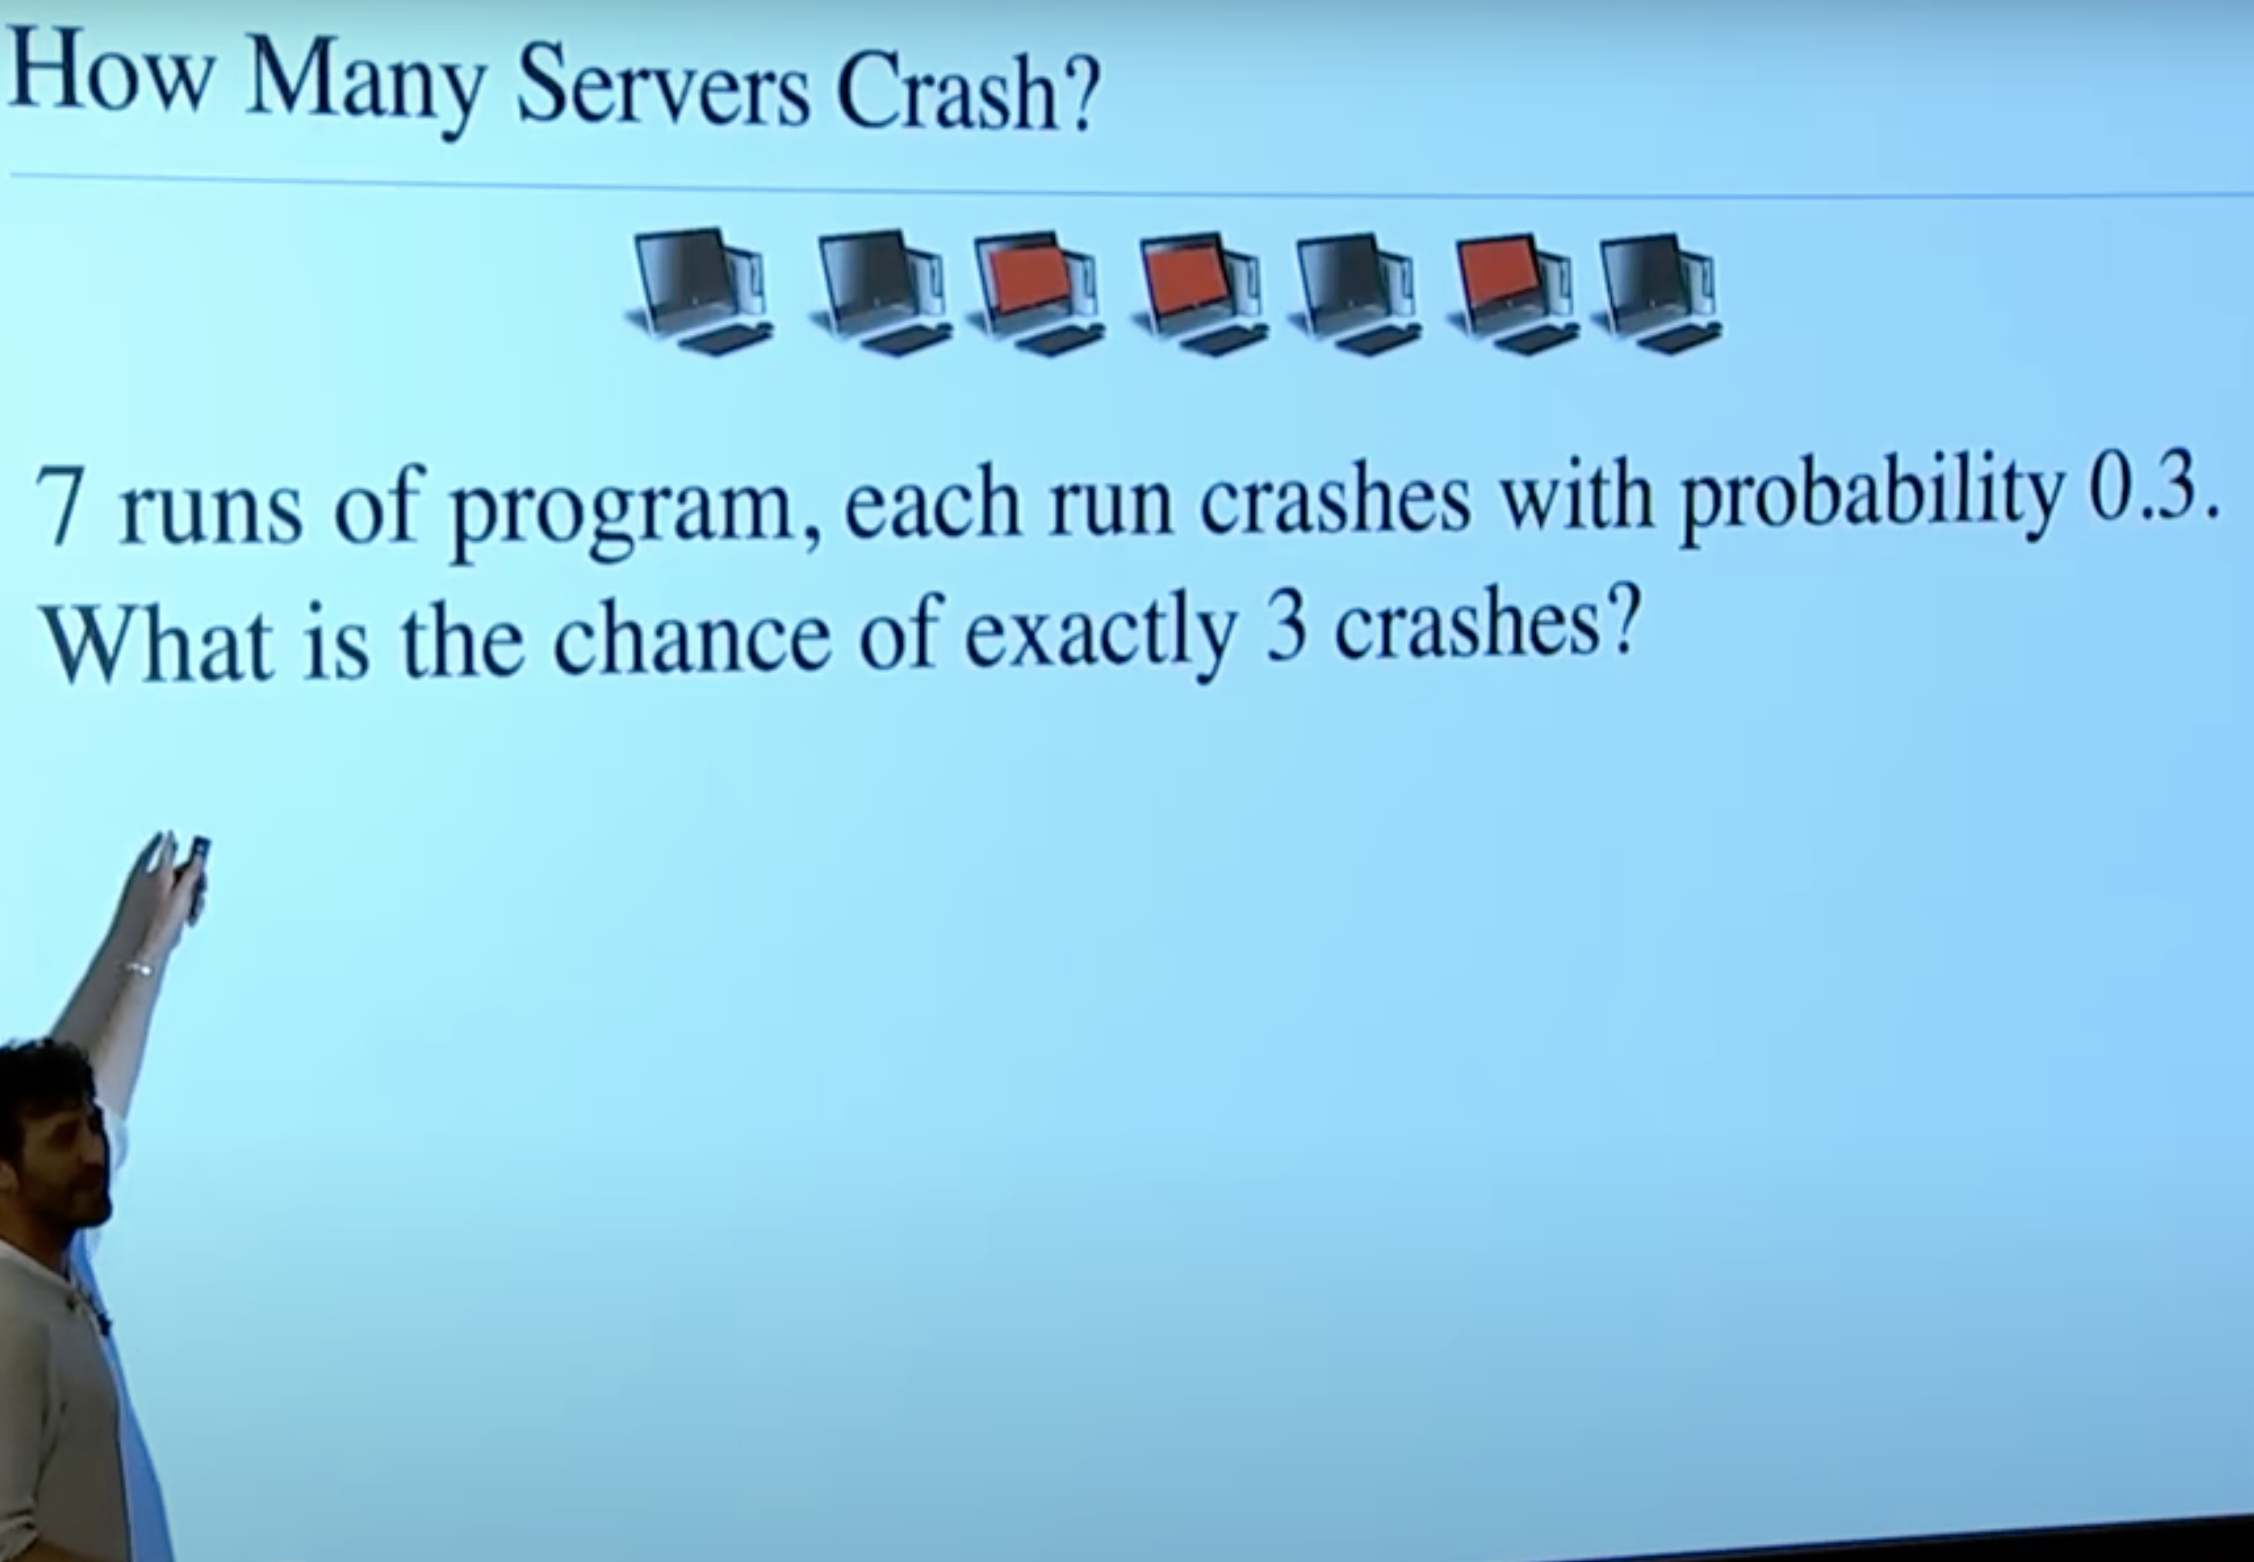 How Many Servers Crash?
7 runs of program, each run crashes with probability 0.3.
What is the chance of exactly 3 crashes?